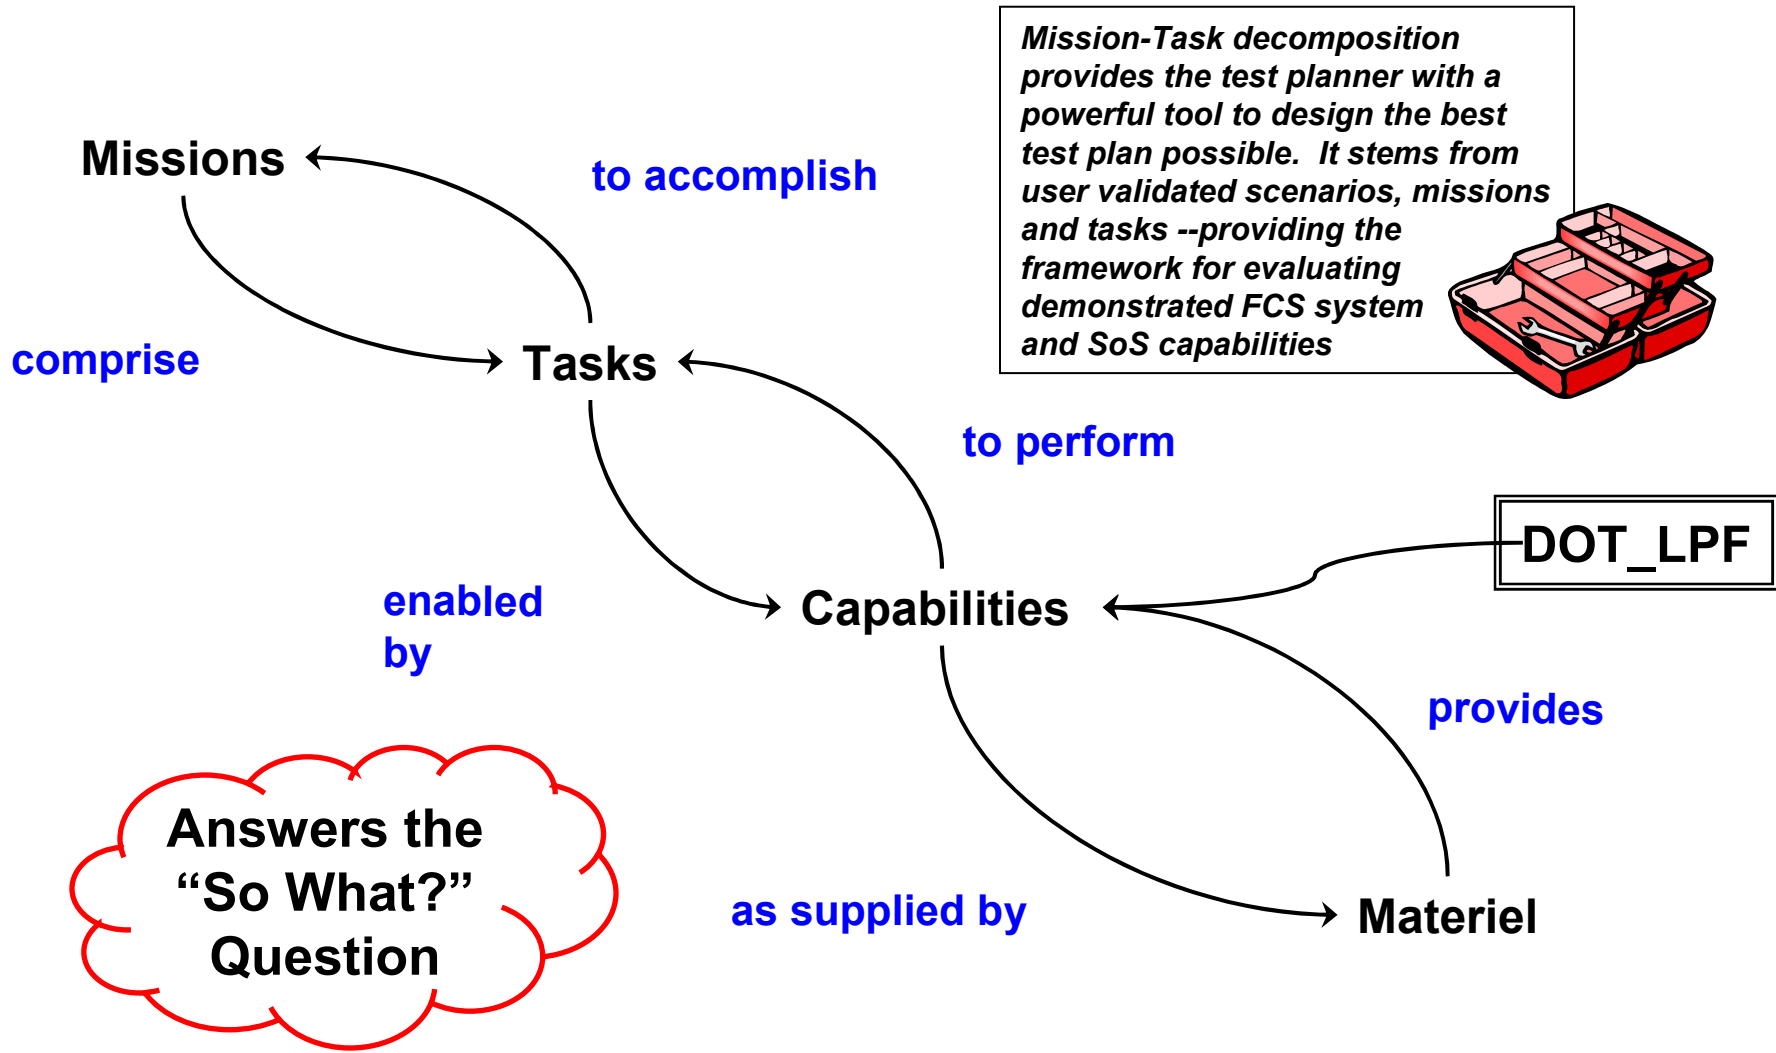 Mission-Task decomposition
provides the test planner with a
powerful tool to design the best
test plan possible.  It stems from
user validated scenarios, missions
and tasks --providing the
framework for evaluating
demonstrated FCS system
and SoS capabilities
Missions
to accomplish
comprise
Tasks
to perform
DOT_LPF
enabled
by
Capabilities
provides
Answers the
“So What?”
Question
as supplied by
Materiel